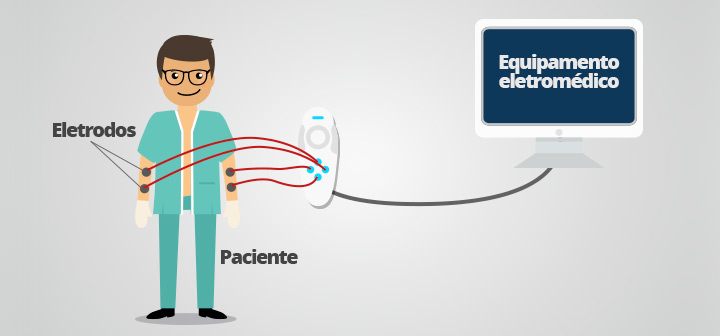 Equipamento
eletromédico
Eletrodos
Paciente